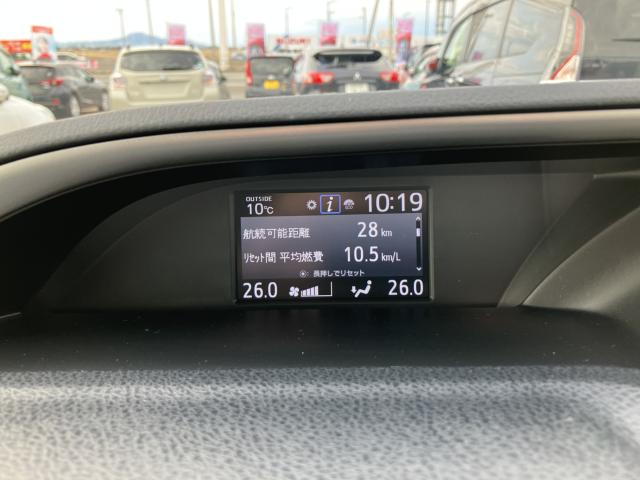 OUTSIDE
10℃
i
ECO
10:19
航続可能距離 28 km
リセット間 平均燃費 10.5 km/L
: 長押しでリセット
26.0
26.0